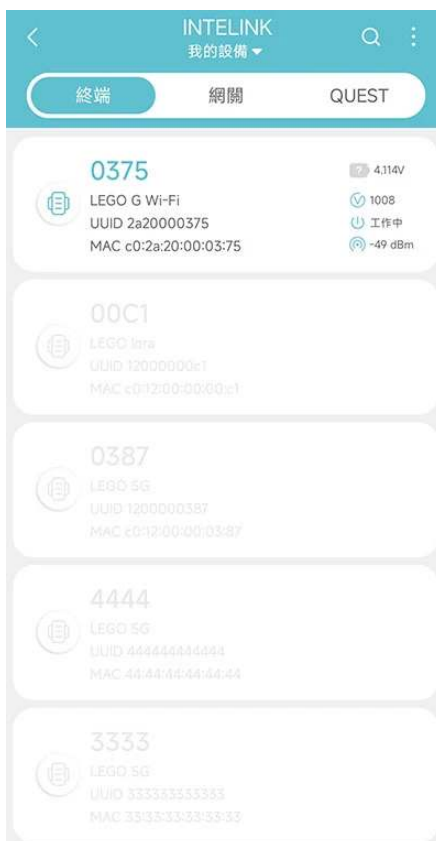 INTELINK
我的設備
終端
網關
QUEST
0375
LEGO G Wi-Fi
UUID 2a20000375
MAC c0:2a:20:00:03:75
4.114V
1008
工作中
-49 dBm
00C1
LEGO lora
UUID 12000000c1
MAC c0:12:00:00:00:c1
0387
LEGO 5G
UUID 1200000387
MAC c0:12:00:00:03:87
4444
LEGO 5G
UUID 444444444444
MAC 44:44:44:44:44:44
3333
LEGO 5G
UUID 333333333333
MAC 33:33:33:33:33:33